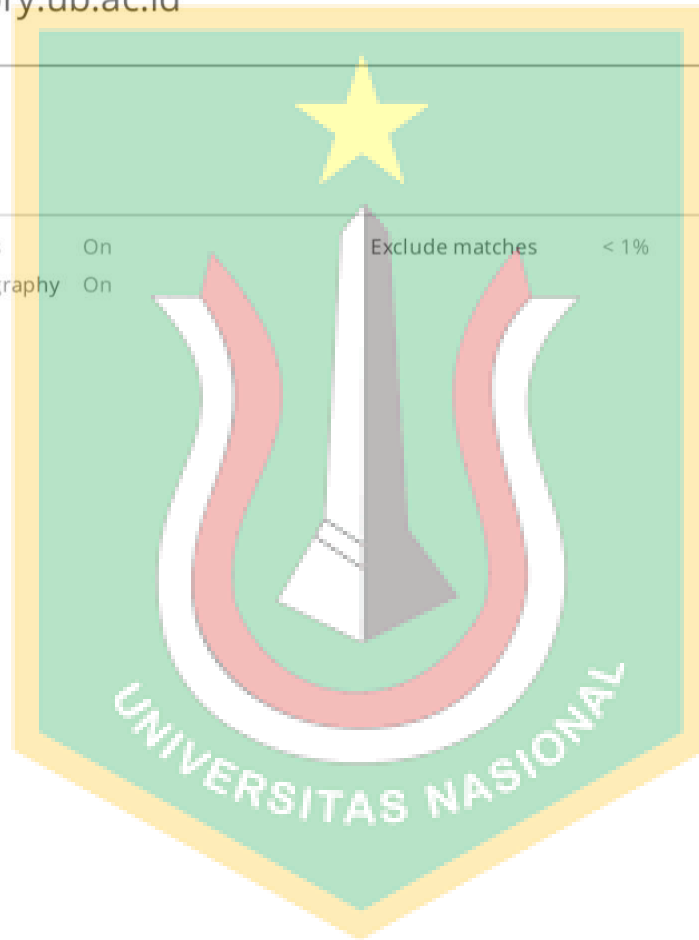 ry.ub.ac.id
On
Exclude matches < 1%
graphy On
UNIVERSITAS NASIONAL